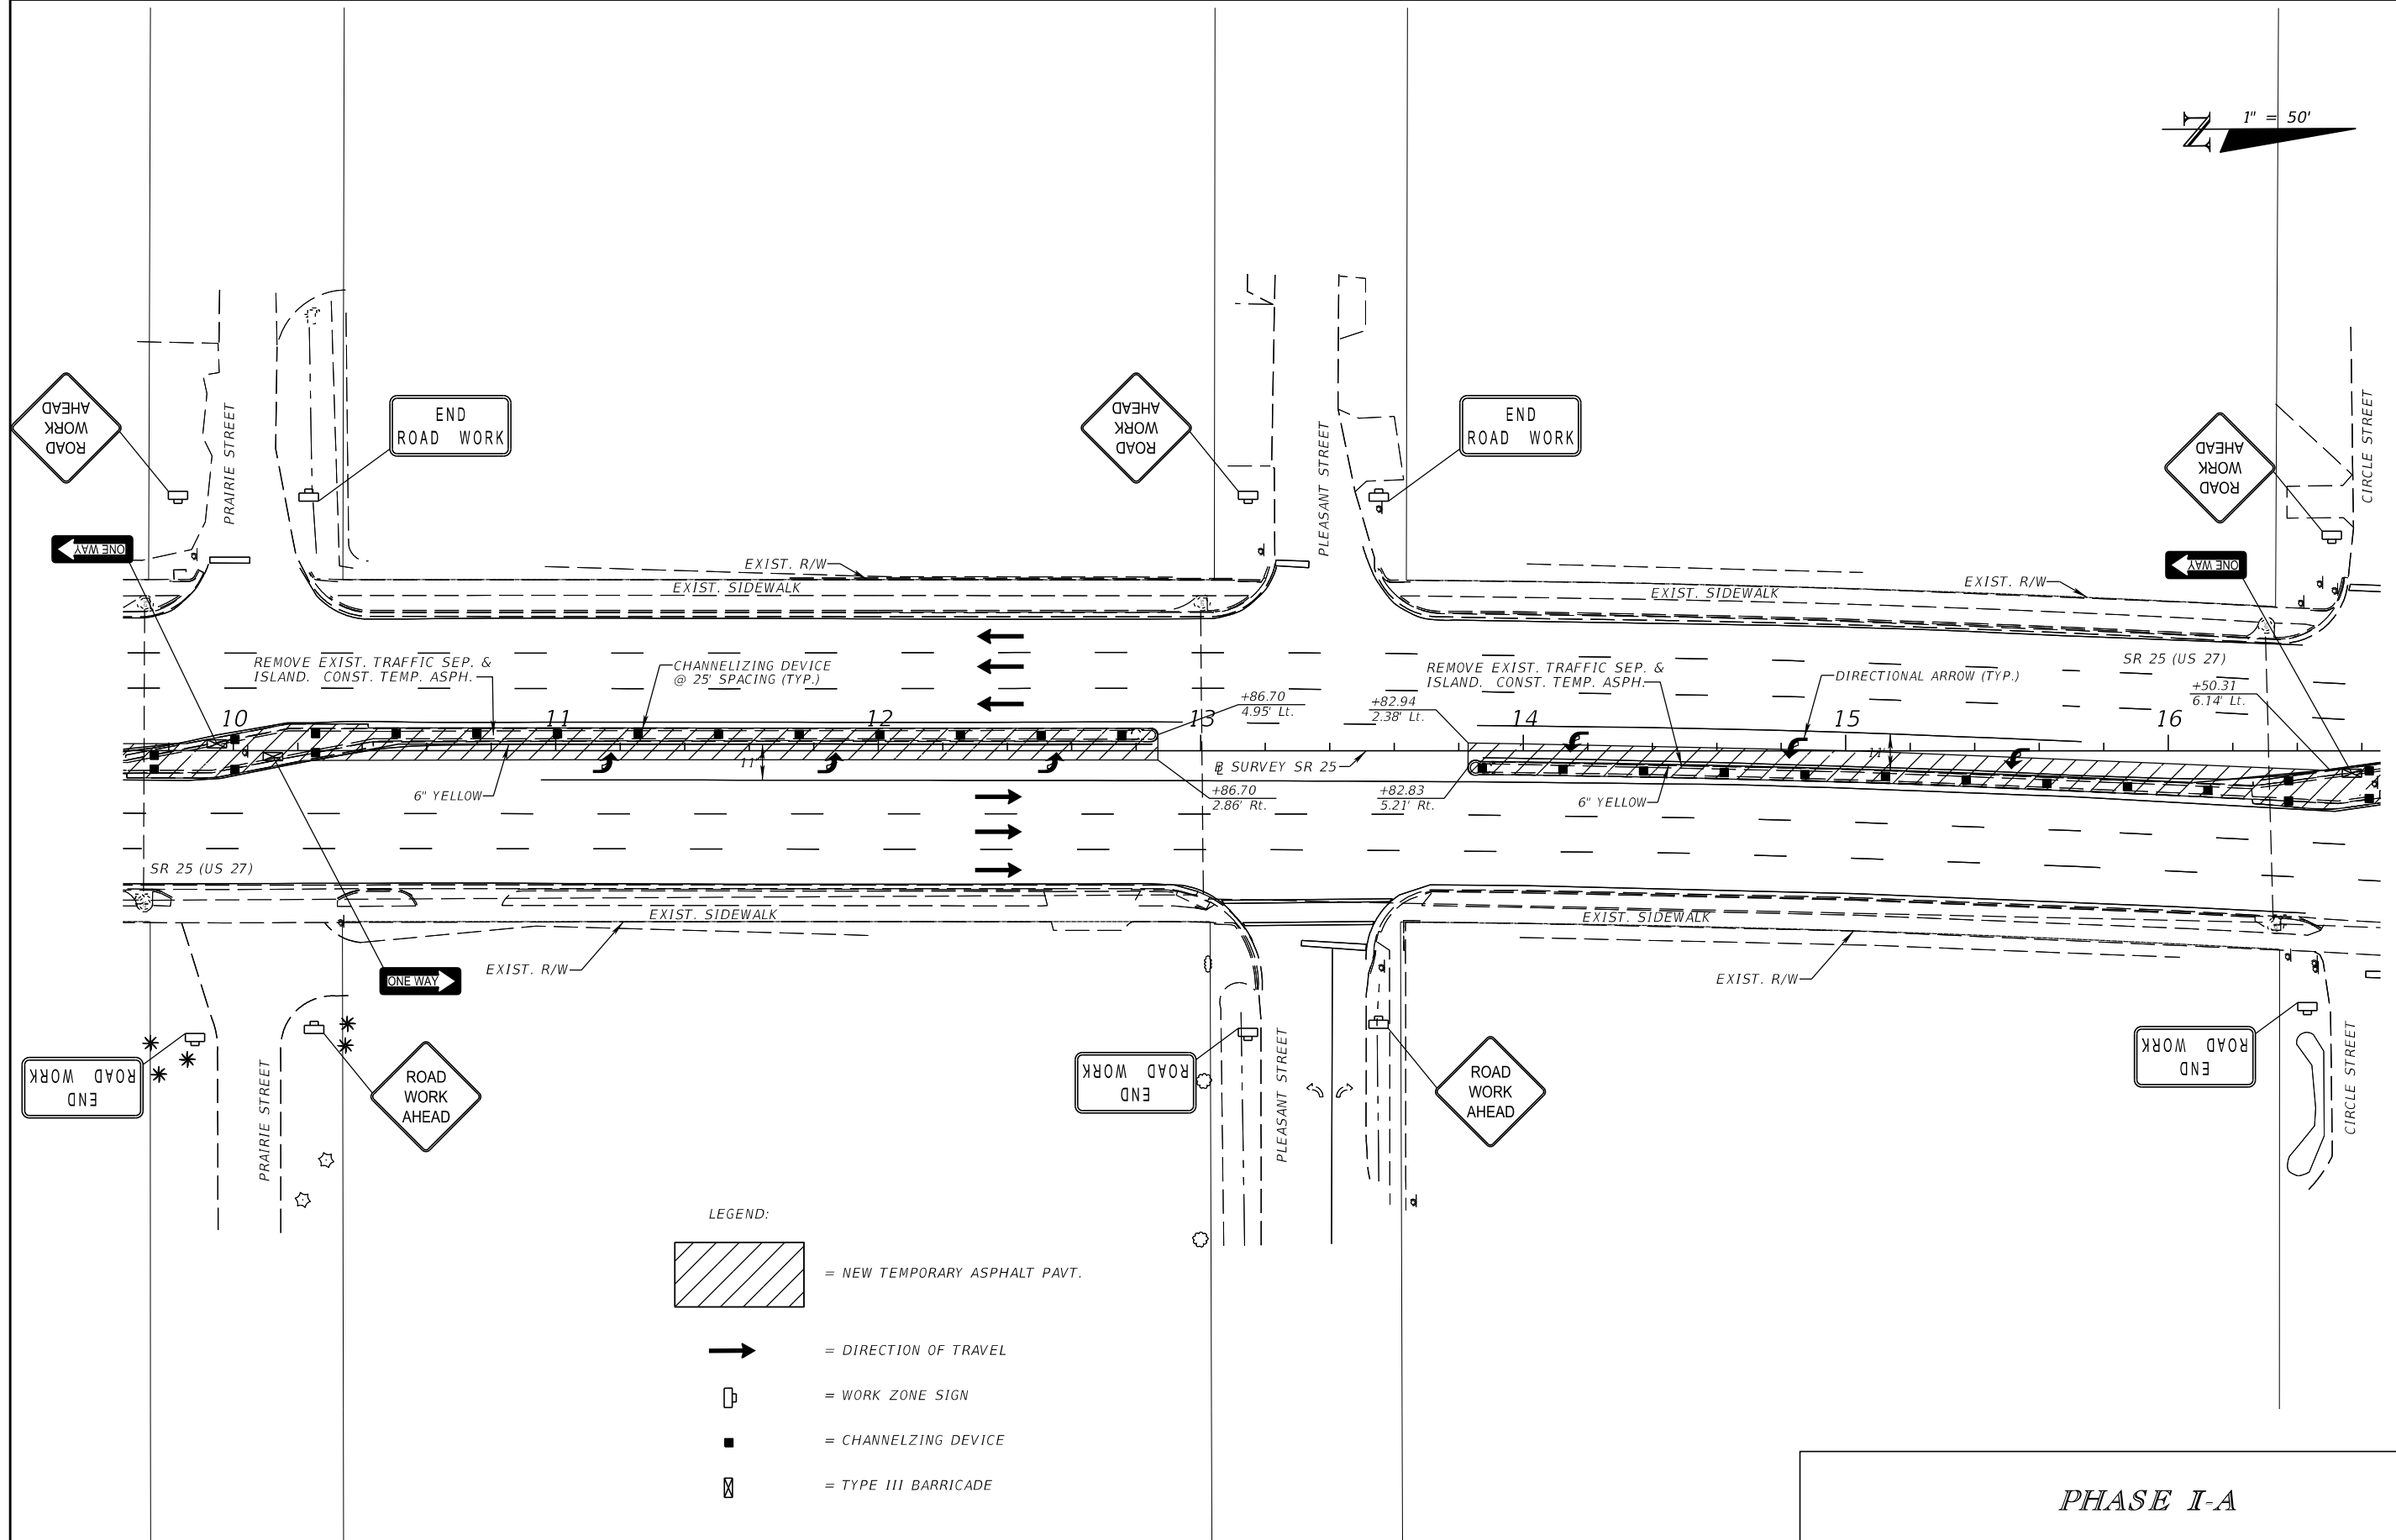 N
1" = 50'
ROAD
WORK
AHEAD
PRAIRIE STREET
END
ROAD WORK
ROAD
WORK
AHEAD
PLEASANT STREET
END
ROAD WORK
ROAD
WORK
AHEAD
CIRCLE STREET
ONE WAY
EXIST. R/W
EXIST. SIDEWALK
EXIST. R/W
EXIST. SIDEWALK
ONE WAY
REMOVE EXIST. TRAFFIC SEP. &
ISLAND. CONST. TEMP. ASPH.
CHANNELIZING DEVICE
@ 25' SPACING (TYP.)
REMOVE EXIST. TRAFFIC SEP. &
ISLAND. CONST. TEMP. ASPH.
DIRECTIONAL ARROW (TYP.)
SR 25 (US 27)
+86.70
4.95' Lt.
+82.94
2.38' Lt.
+50.31
6.14' Lt.
10
11
12
13
14
15
16
11'
11'
B SURVEY SR 25
6" YELLOW
+86.70
2.86' Rt.
+82.83
5.21' Rt.
6" YELLOW
SR 25 (US 27)
EXIST. SIDEWALK
EXIST. R/W
EXIST. SIDEWALK
EXIST. R/W
ONE WAY
END
ROAD WORK
PRAIRIE STREET
ROAD
WORK
AHEAD
END
ROAD WORK
PLEASANT STREET
ROAD
WORK
AHEAD
END
ROAD WORK
CIRCLE STREET
LEGEND:
= NEW TEMPORARY ASPHALT PAVT.
= DIRECTION OF TRAVEL
= WORK ZONE SIGN
= CHANNELZING DEVICE
= TYPE III BARRICADE
PHASE I-A